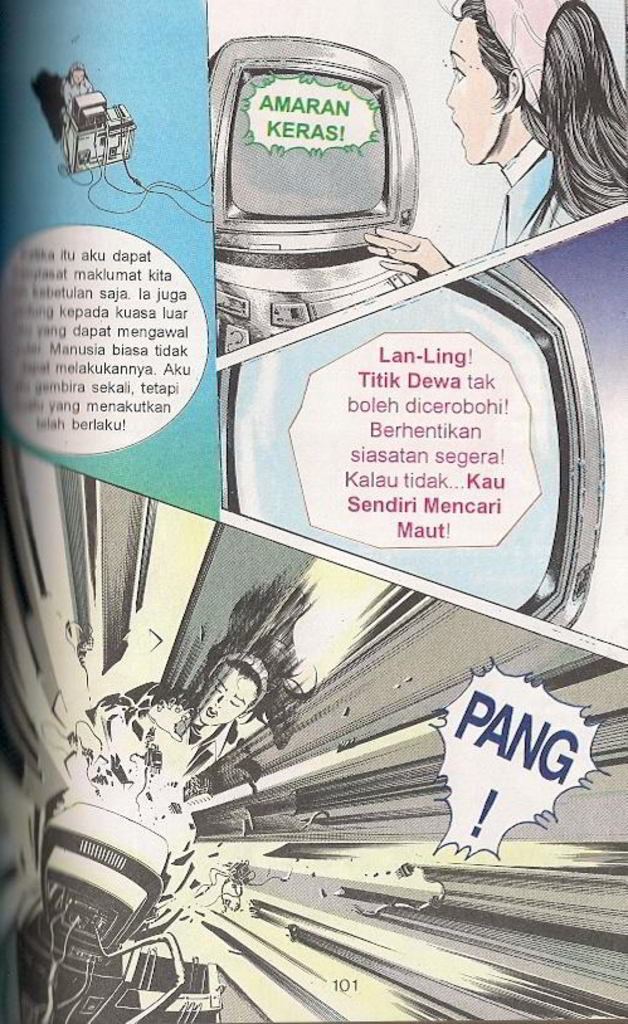 AMARAN
KERAS!
itu aku dapat
maklumat kita
kebetulan saja. Ia juga
kepada kuasa luar
yang dapat mengawal
Manusia biasa tidak
melakukannya. Aku
gembira sekali, tetapi
yang menakutkan
telah berlaku!
Lan-Ling!
Titik Dewa tak
boleh dicerobohi!
Berhentikan
siasatan segera!
Kalau tidak...Kau
Sendiri Mencari
Maut!
PANG
!
101